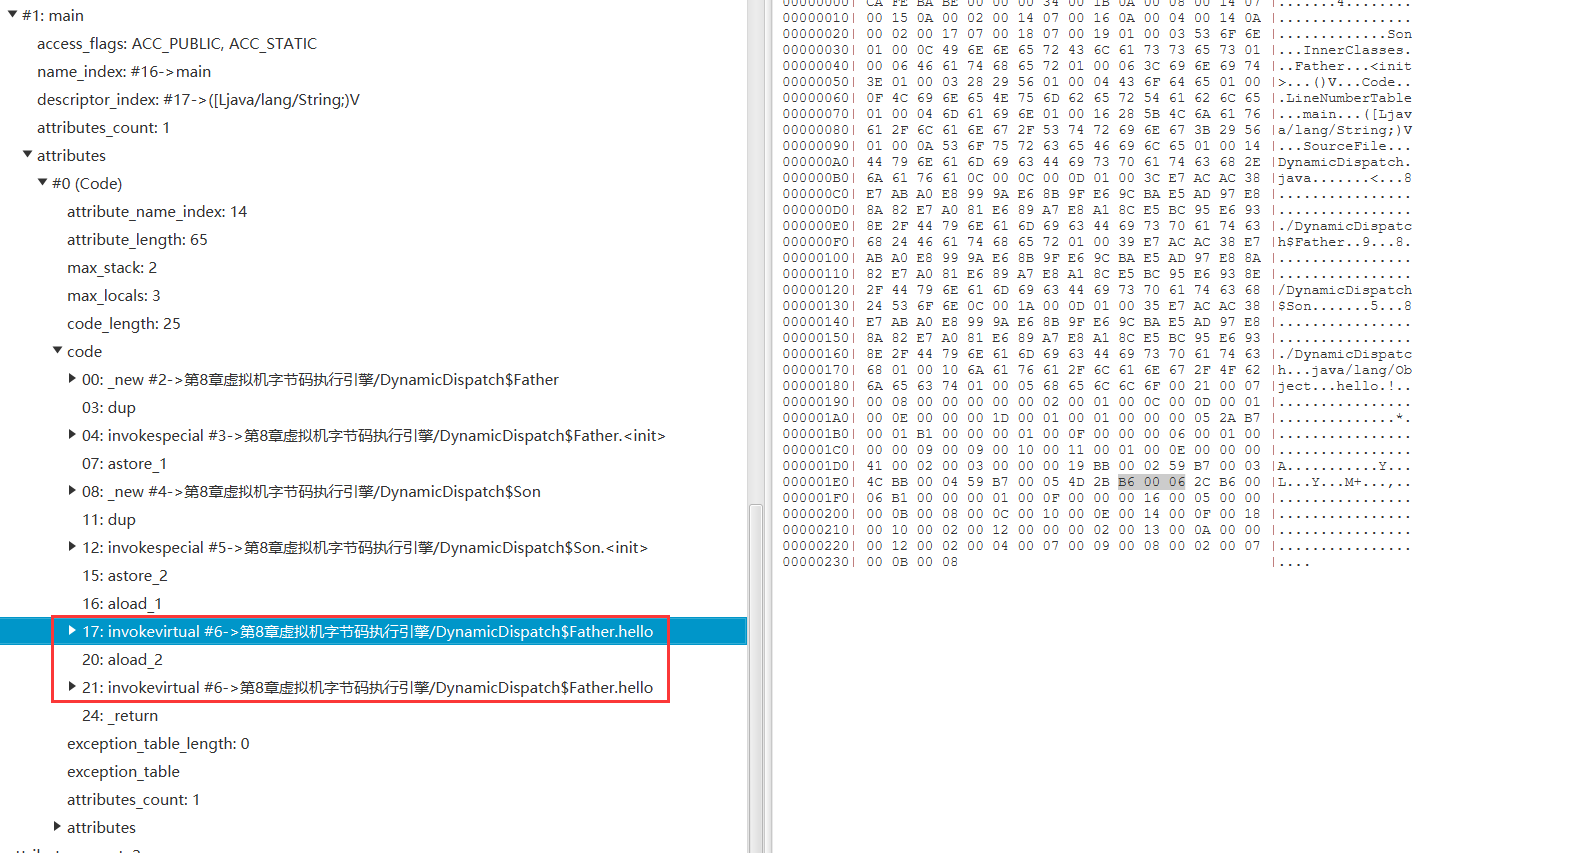 #1: main
access_flags: ACC_PUBLIC, ACC_STATIC
name_index: #16->main
descriptor_index: #17->([Ljava/lang/String;)V
attributes_count: 1
attributes
#0 (Code)
attribute_name_index: 14
attribute_length: 65
max_stack: 2
max_locals: 3
code_length: 25
code
00: _new #2->第8章虚拟机字节码执行引擎/DynamicDispatch$Father
03: dup
04: invokespecial #3->第8章虚拟机字节码执行引擎/DynamicDispatch$Father.<init>
07: astore_1
08: _new #4->第8章虚拟机字节码执行引擎/DynamicDispatch$Son
11: dup
12: invokespecial #5->第8章虚拟机字节码执行引擎/DynamicDispatch$Son.<init>
15: astore_2
16: aload_1
17: invokevirtual #6->第8章虚拟机字节码执行引擎/DynamicDispatch$Father.hello
20: aload_2
21: invokevirtual #6->第8章虚拟机字节码执行引擎/DynamicDispatch$Father.hello
24: _return
exception_table_length: 0
exception_table
attributes_count: 1
attributes
00000000| CA FE BA BE 00 00 00 34 00 1B 0A 00 08 00 14 07 |.......4........
00000010| 00 15 0A 00 02 00 14 07 00 16 0A 00 04 00 14 0A |................
00000020| 00 02 00 17 07 00 18 07 00 19 01 00 03 53 6F 6E |.............Son
00000030| 01 00 0C 49 6E 6E 65 72 43 6C 61 73 73 65 73 01 |...InnerClasses.
00000040| 00 06 46 61 74 68 65 72 01 00 06 3C 69 6E 69 74 |..Father...<init
00000050| 3E 01 00 03 28 29 56 01 00 04 43 6F 64 65 01 00 |>...()V...Code..
00000060| 0F 4C 69 6E 65 4E 75 6D 62 65 72 54 61 62 6C 65 |.LineNumberTable
00000070| 01 00 04 6D 61 69 6E 01 00 16 28 5B 4C 6A 61 76 |...main...([Ljav
00000080| 61 2F 6C 61 6E 67 2F 53 74 72 69 6E 67 3B 29 56 |a/lang/String;)V
00000090| 01 00 0A 53 6F 75 72 63 65 46 69 6C 65 01 00 14 |...SourceFile...
000000A0| 44 79 6E 61 6D 69 63 44 69 73 70 61 74 63 68 2E |DynamicDispatch.
000000B0| 6A 61 76 61 0C 00 0C 00 0D 01 00 3C E7 AC AC 38 |java.......<...8
000000C0| E7 AB A0 E8 99 9A E6 8B 9F E6 9C BA E5 AD 97 E8 |................
000000D0| 8A 82 E7 A0 81 E6 89 A7 E8 A1 8C E5 BC 95 E6 93 |................
000000E0| 8E 2F 44 79 6E 61 6D 69 63 44 69 73 70 61 74 63 |./DynamicDispatc
000000F0| 68 24 46 61 74 68 65 72 01 00 39 E7 AC AC 38 E7 |h$Father..9...8.
00000100| AB A0 E8 99 9A E6 8B 9F E6 9C BA E5 AD 97 E8 8A |................
00000110| 82 E7 A0 81 E6 89 A7 E8 A1 8C E5 BC 95 E6 93 8E |................
00000120| 2F 44 79 6E 61 6D 69 63 44 69 73 70 61 74 63 68 |/DynamicDispatch
00000130| 24 53 6F 6E 0C 00 1A 00 0D 01 00 35 E7 AC AC 38 |$Son.......5...8
00000140| E7 AB A0 E8 99 9A E6 8B 9F E6 9C BA E5 AD 97 E8 |................
00000150| 8A 82 E7 A0 81 E6 89 A7 E8 A1 8C E5 BC 95 E6 93 |................
00000160| 8E 2F 44 79 6E 61 6D 69 63 44 69 73 70 61 74 63 |./DynamicDispatc
00000170| 68 01 00 10 6A 61 76 61 2F 6C 61 6E 67 2F 4F 62 |h...java/lang/Ob
00000180| 6A 65 63 74 01 00 05 68 65 6C 6C 6F 00 21 00 07 |ject...hello.!..
00000190| 00 08 00 00 00 00 00 02 00 01 00 0C 00 0D 00 01 |................
000001A0| 00 0E 00 00 00 1D 00 01 00 01 00 00 00 05 2A B7 |..............*.
000001B0| 00 01 B1 00 00 00 01 00 0F 00 00 00 06 00 01 00 |................
000001C0| 00 00 09 00 09 00 10 00 11 00 01 00 0E 00 00 00 |................
000001D0| 41 00 02 00 03 00 00 00 19 BB 00 02 59 B7 00 03 |A...........Y...
000001E0| 4C BB 00 04 59 B7 00 05 4D 2B B6 00 06 2C B6 00 |L...Y...M+...,..
000001F0| 06 B1 00 00 00 01 00 0F 00 00 00 16 00 05 00 00 |................
00000200| 00 0B 00 08 00 0C 00 10 00 0E 00 14 00 0F 00 18 |................
00000210| 00 10 00 02 00 12 00 00 00 02 00 13 00 0A 00 00 |................
00000220| 00 12 00 02 00 04 00 07 00 09 00 08 00 02 00 07 |................
00000230| 00 0B 00 08 |....